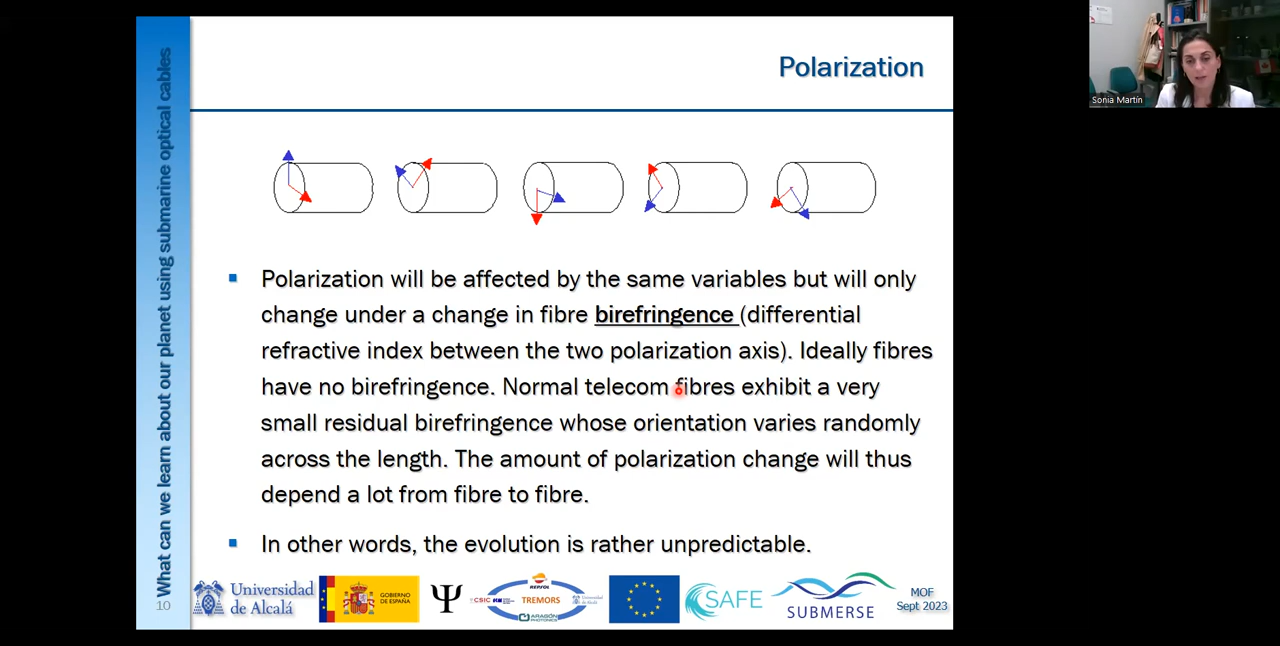 Polarization
What can we learn about our planet using submarine optical cables
Polarization will be affected by the same variables but will only
change under a change in fibre birefringence (differential
refractive index between the two polarization axis). Ideally fibres
have no birefringence. Normal telecom fibres exhibit a very
small residual birefringence whose orientation varies randomly
across the length. The amount of polarization change will thus
depend a lot from fibre to fibre.
In other words, the evolution is rather unpredictable.
10
Universidad
de Alcalá
GOBIERNO
DE ESPAÑA
Ψ
REPSOL
CSIC
TREMORS
Universidad
de Alcalá
ARAGÓN
PHOTONICS
SAFE
SUBMERSE
MOF
Sept 2023
Sonia Martín